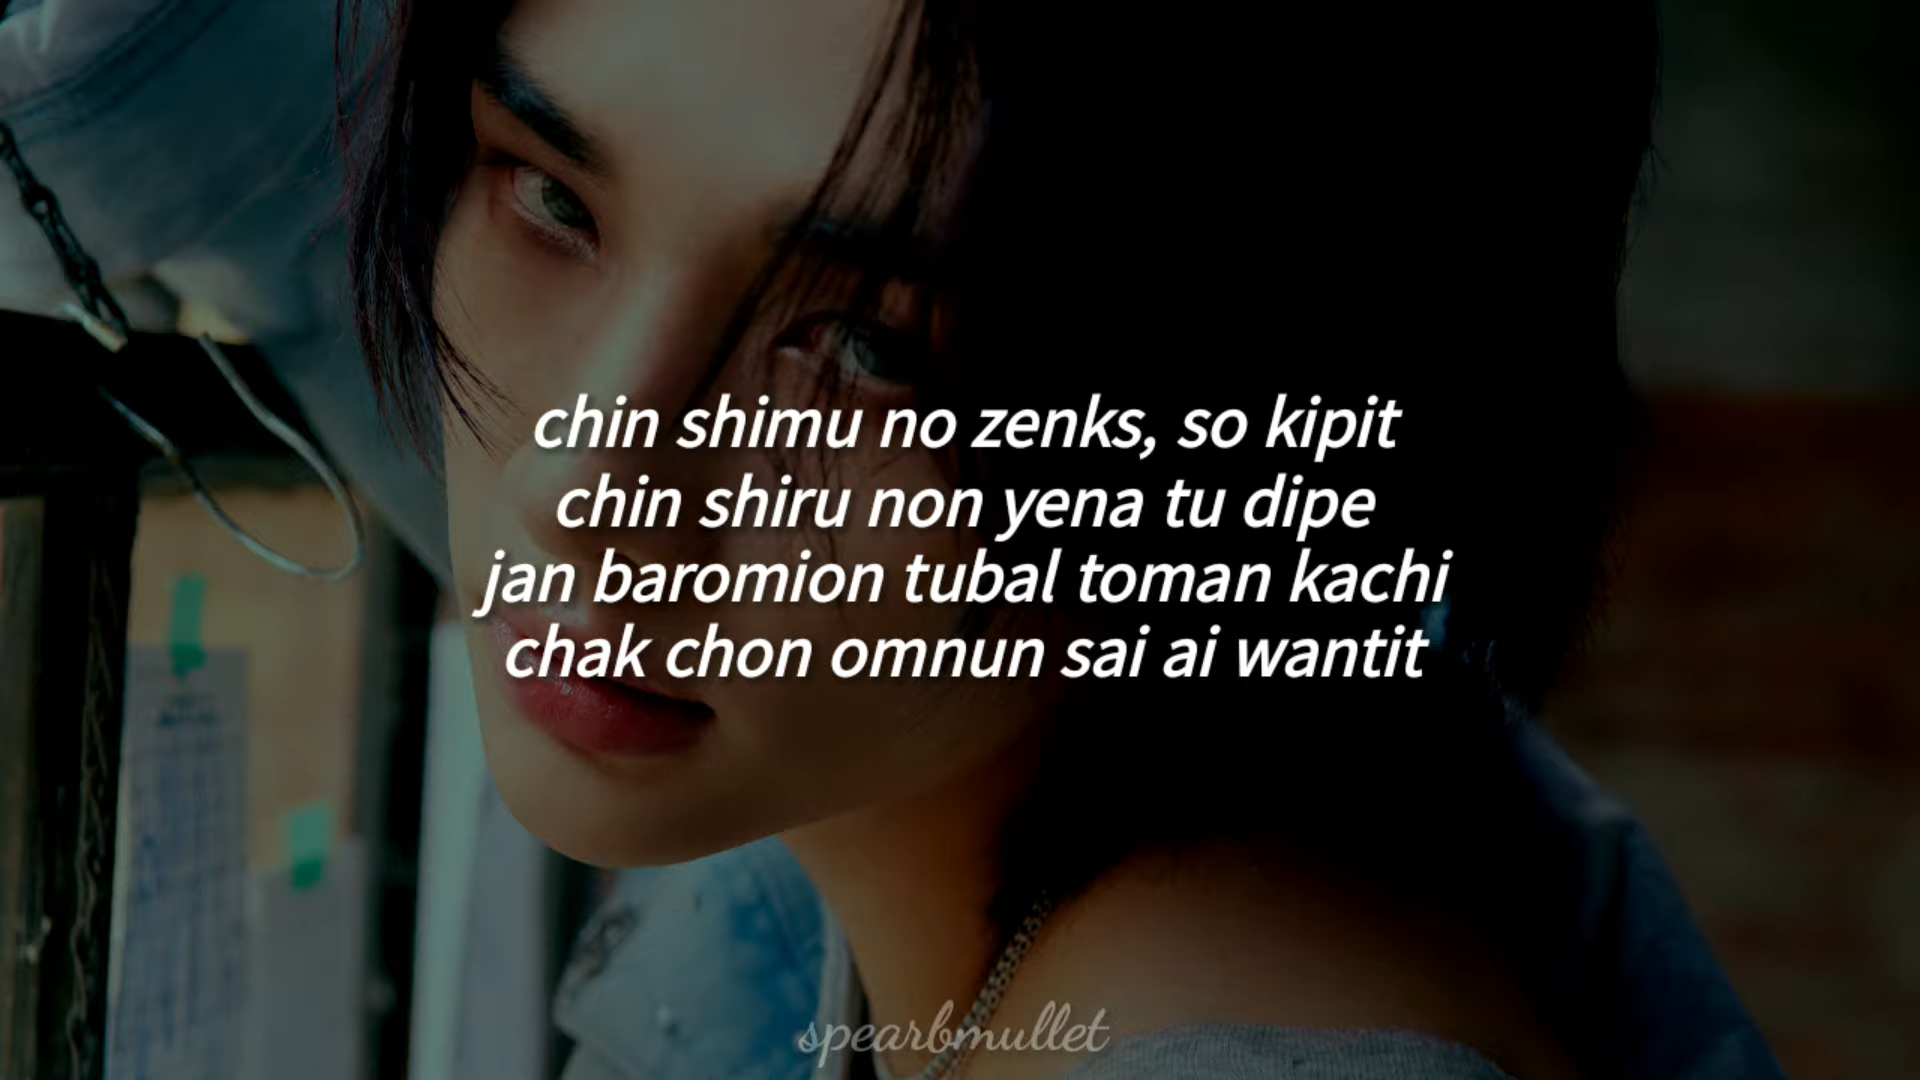 chin shimu no zenks, so kipit
chin shiru non yena tu dipe
jan baromion tubal toman kachi
chak chon omnun sai ai wantit
spearbmullet